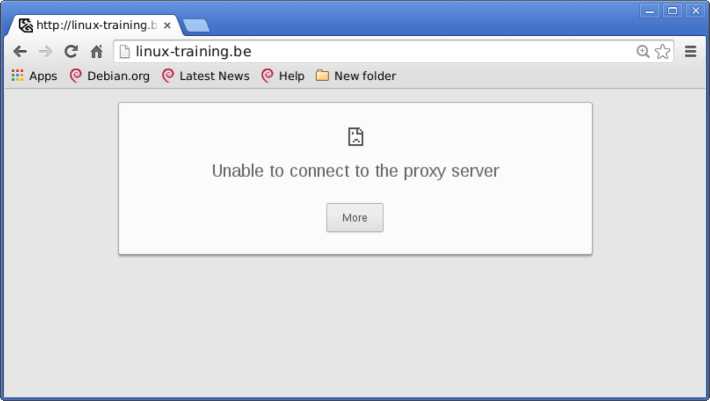 http://linux-training.b
linux-training.be
Apps Debian.org Latest News Help New folder
Unable to connect to the proxy server
More